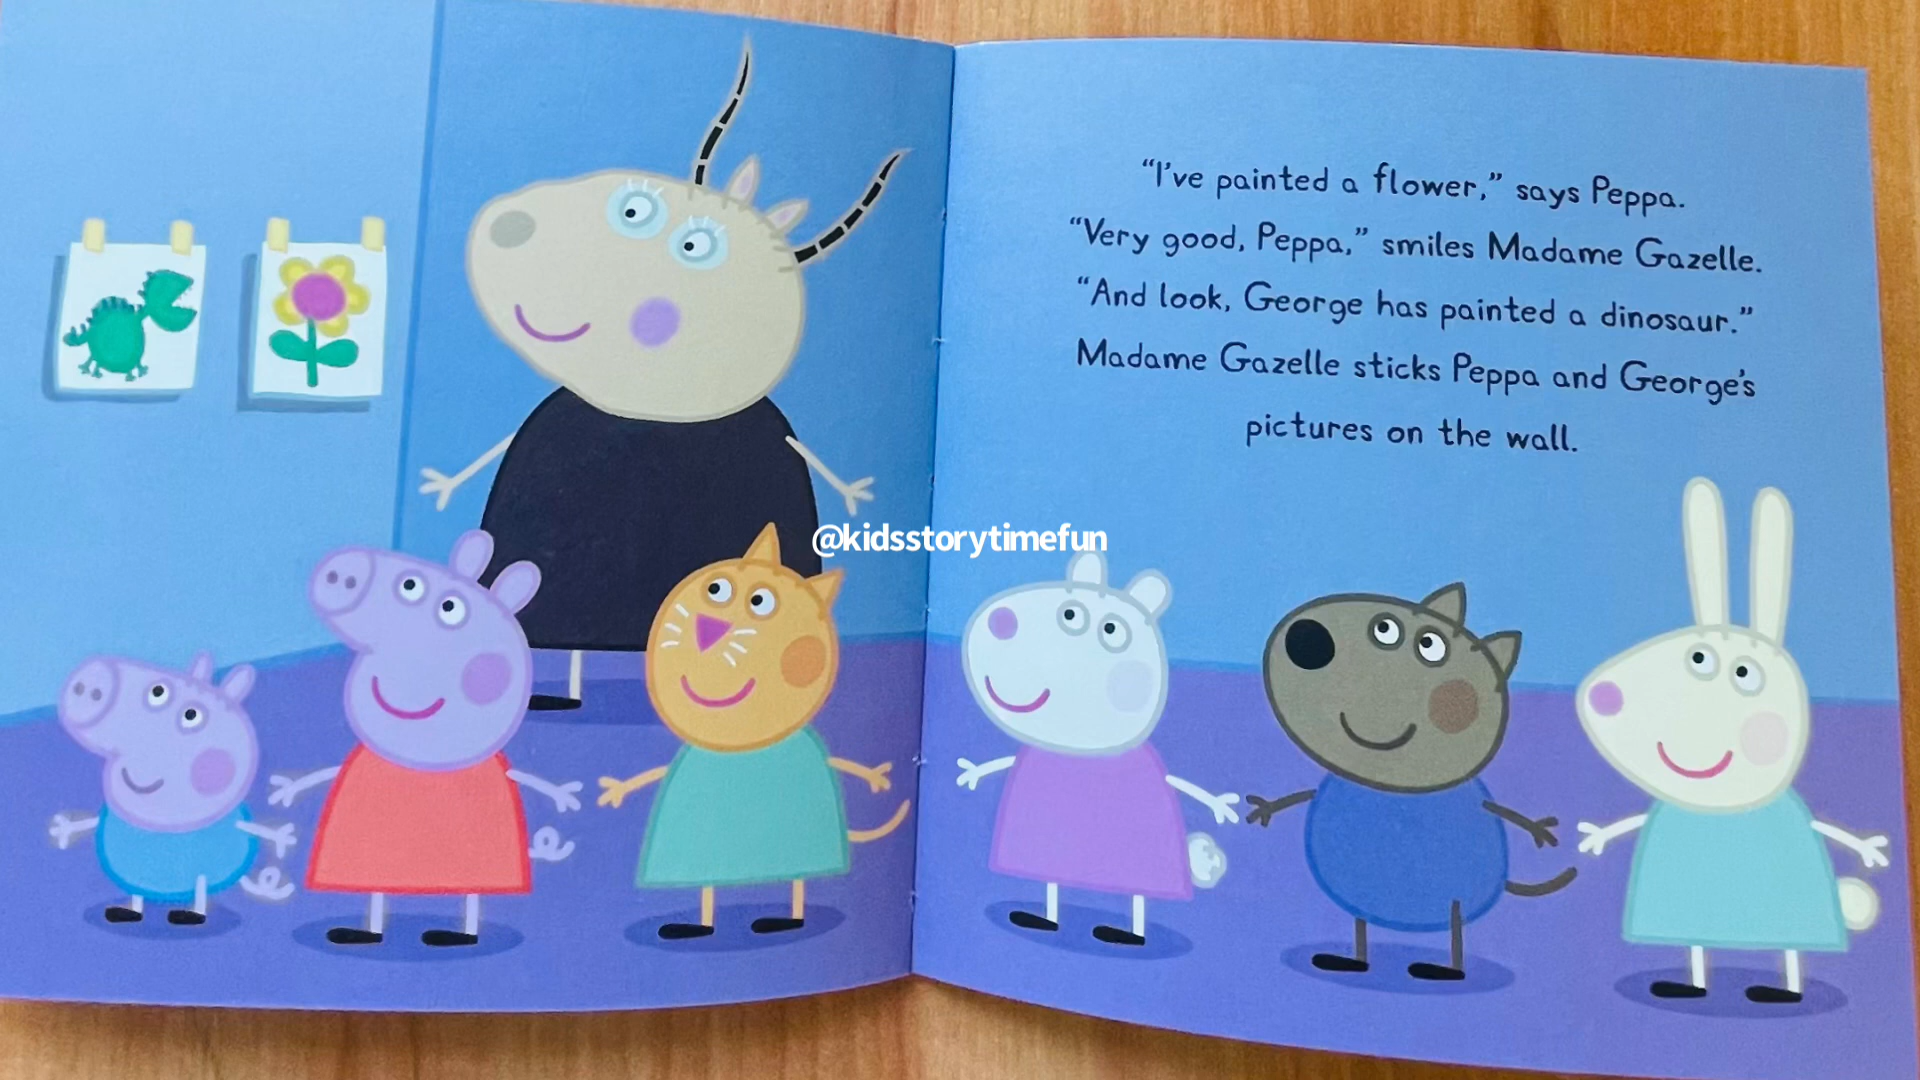 “I’ve painted a flower,” says Peppa.
“Very good, Peppa,” smiles Madame Gazelle.
“And look, George has painted a dinosaur.”
Madame Gazelle sticks Peppa and George’s
pictures on the wall.
@kidsstorytimefun